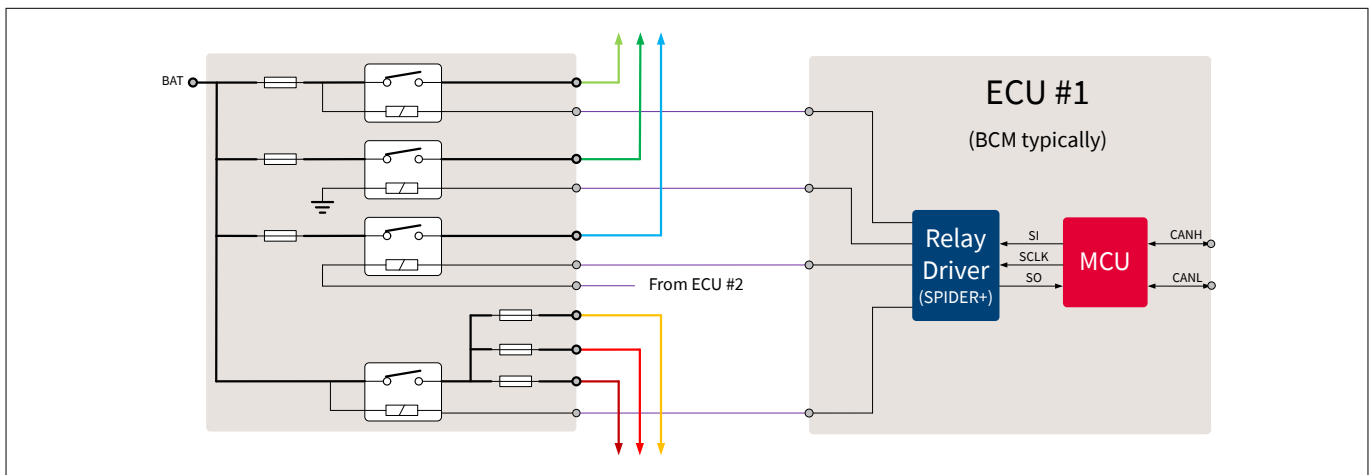 BAT
ECU #1
(BCM typically)
From ECU #2
Relay
Driver
(SPIDER+)
SI
SCLK
SO
MCU
CANH
CANL